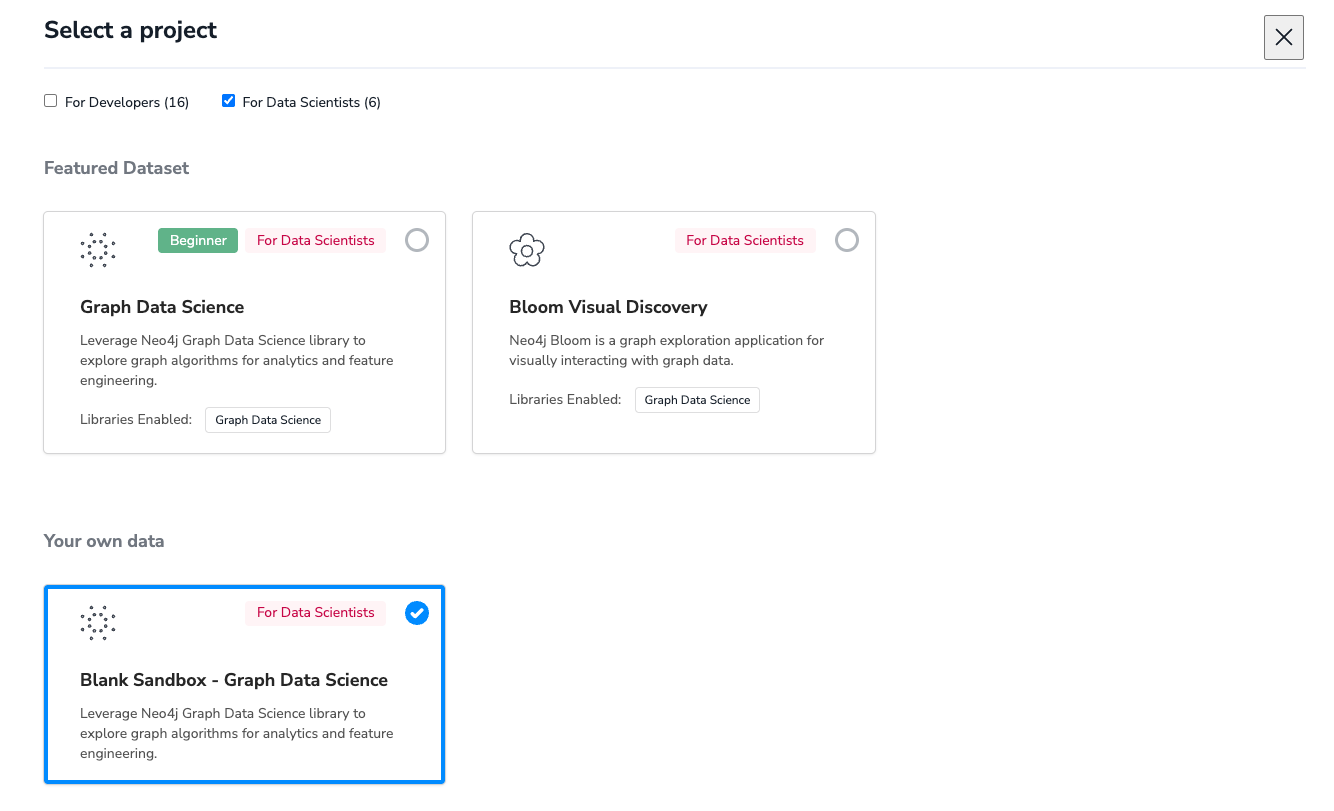 Select a project
For Developers (16) For Data Scientists (6)
Featured Dataset
Beginner For Data Scientists
Graph Data Science
Leverage Neo4j Graph Data Science library to
explore graph algorithms for analytics and feature
engineering.
Libraries Enabled: Graph Data Science
For Data Scientists
Bloom Visual Discovery
Neo4j Bloom is a graph exploration application for
visually interacting with graph data.
Libraries Enabled: Graph Data Science
Your own data
For Data Scientists
Blank Sandbox - Graph Data Science
Leverage Neo4j Graph Data Science library to
explore graph algorithms for analytics and feature
engineering.